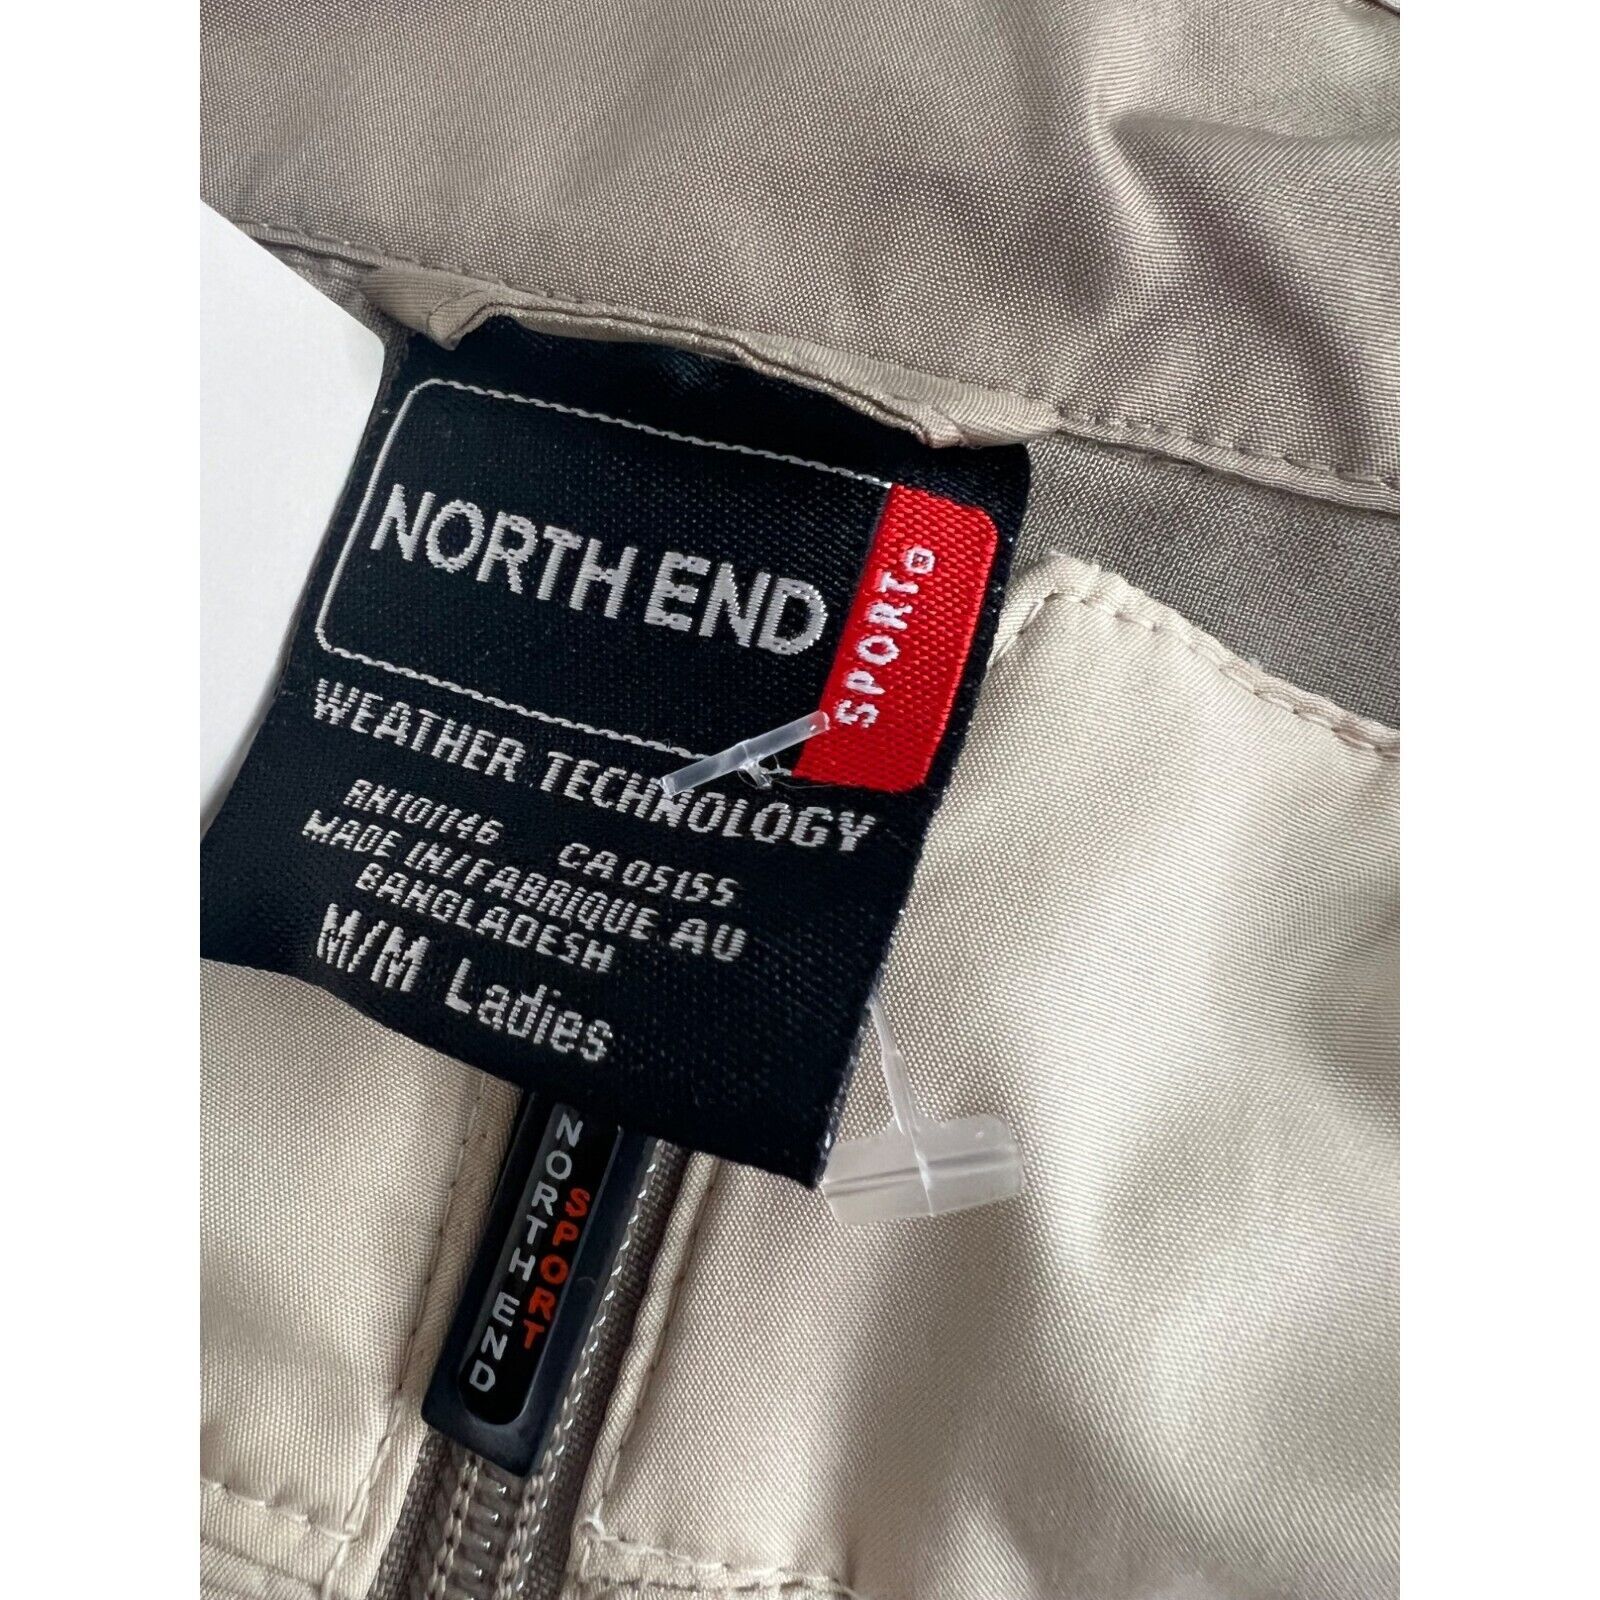 NORTH END
SPORT®
WEATHER TECHNOLOGY
RN101146 CA05155
MADE IN/FABRIQUE AU
BANGLADESH
M/M Ladies
NORTH END
SPORT